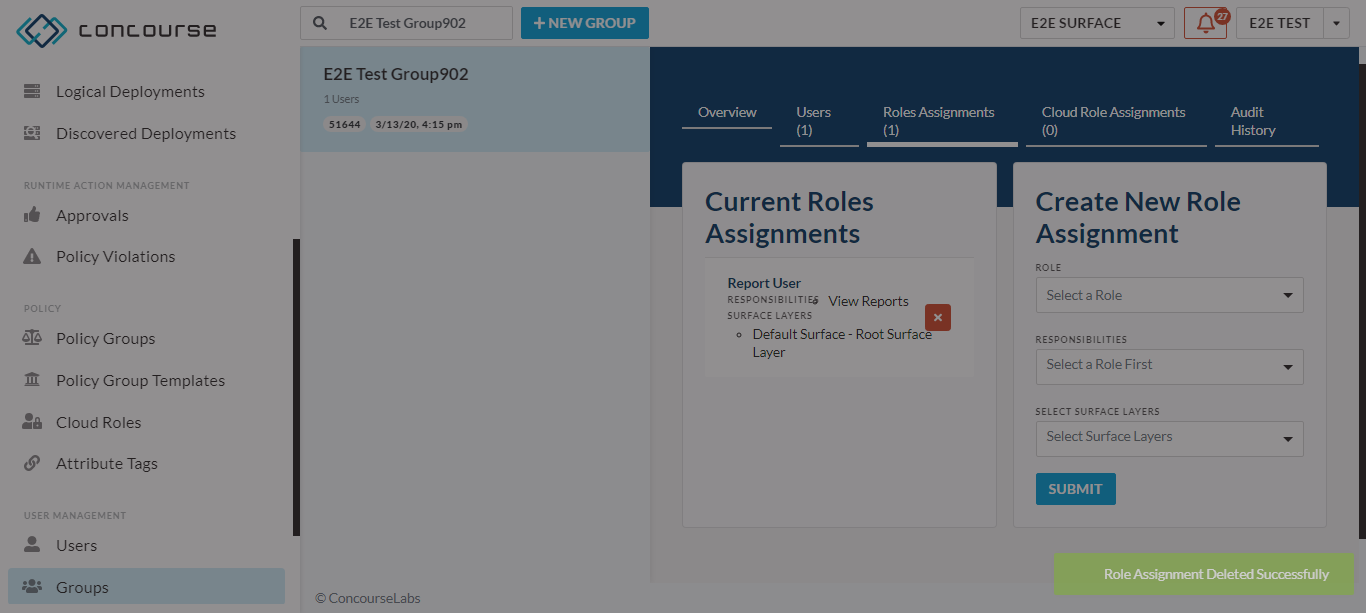 concourse
Logical Deployments
Discovered Deployments
RUNTIME ACTION MANAGEMENT
Approvals
Policy Violations
POLICY
Policy Groups
Policy Group Templates
Cloud Roles
Attribute Tags
USER MANAGEMENT
Users
Groups
E2E Test Group902
+ NEW GROUP
E2E SURFACE
27
E2E TEST
E2E Test Group902
1 Users
51644 3/13/20, 4:15 pm
Overview
Users
(1)
Roles Assignments
(1)
Cloud Role Assignments
(0)
Audit
History
Current Roles
Assignments
Report User
RESPONSIBILITIES
View Reports
SURFACE LAYERS
Default Surface - Root Surface
Layer
Create New Role
Assignment
ROLE
Select a Role
RESPONSIBILITIES
Select a Role First
SELECT SURFACE LAYERS
Select Surface Layers
SUBMIT
Role Assignment Deleted Successfully
© ConcourseLabs